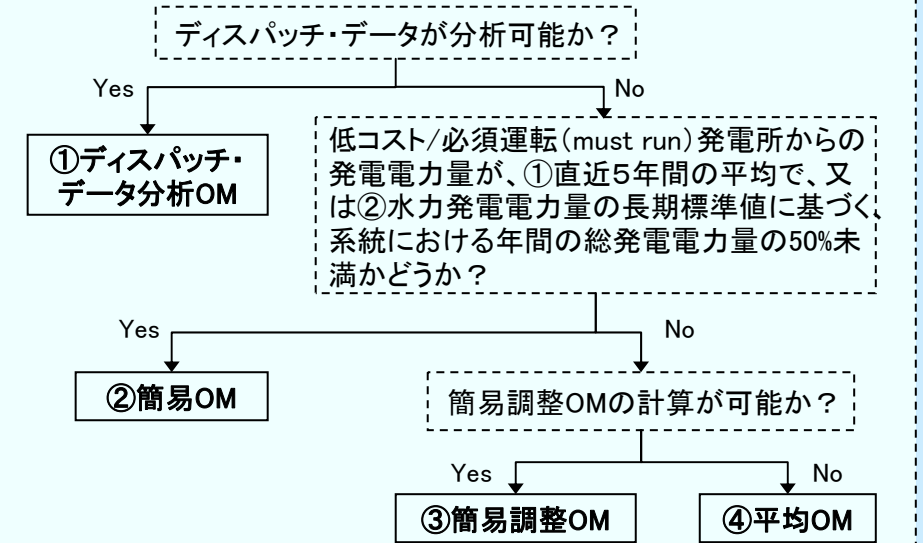 ディスパッチ・データが分析可能か？
Yes
No
①ディスパッチ・
データ分析OM
低コスト/必須運転（must run）発電所からの
発電電力量が、①直近５年間の平均で、又
は②水力発電電力量の長期標準値に基づく、
系統における年間の総発電電力量の50%未
満かどうか？
Yes
No
②簡易OM
簡易調整OMの計算が可能か？
Yes
No
③簡易調整OM
④平均OM